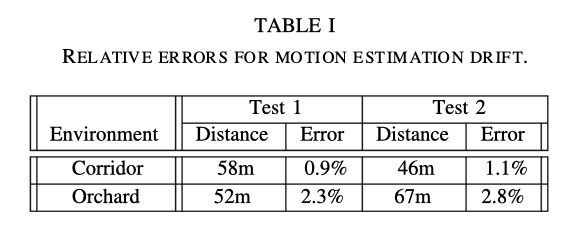 TABLE I
RELATIVE ERRORS FOR MOTION ESTIMATION DRIFT.
Test 1 Test 2
Environment Distance Error Distance Error
Corridor 58m 0.9% 46m 1.1%
Orchard 52m 2.3% 67m 2.8%